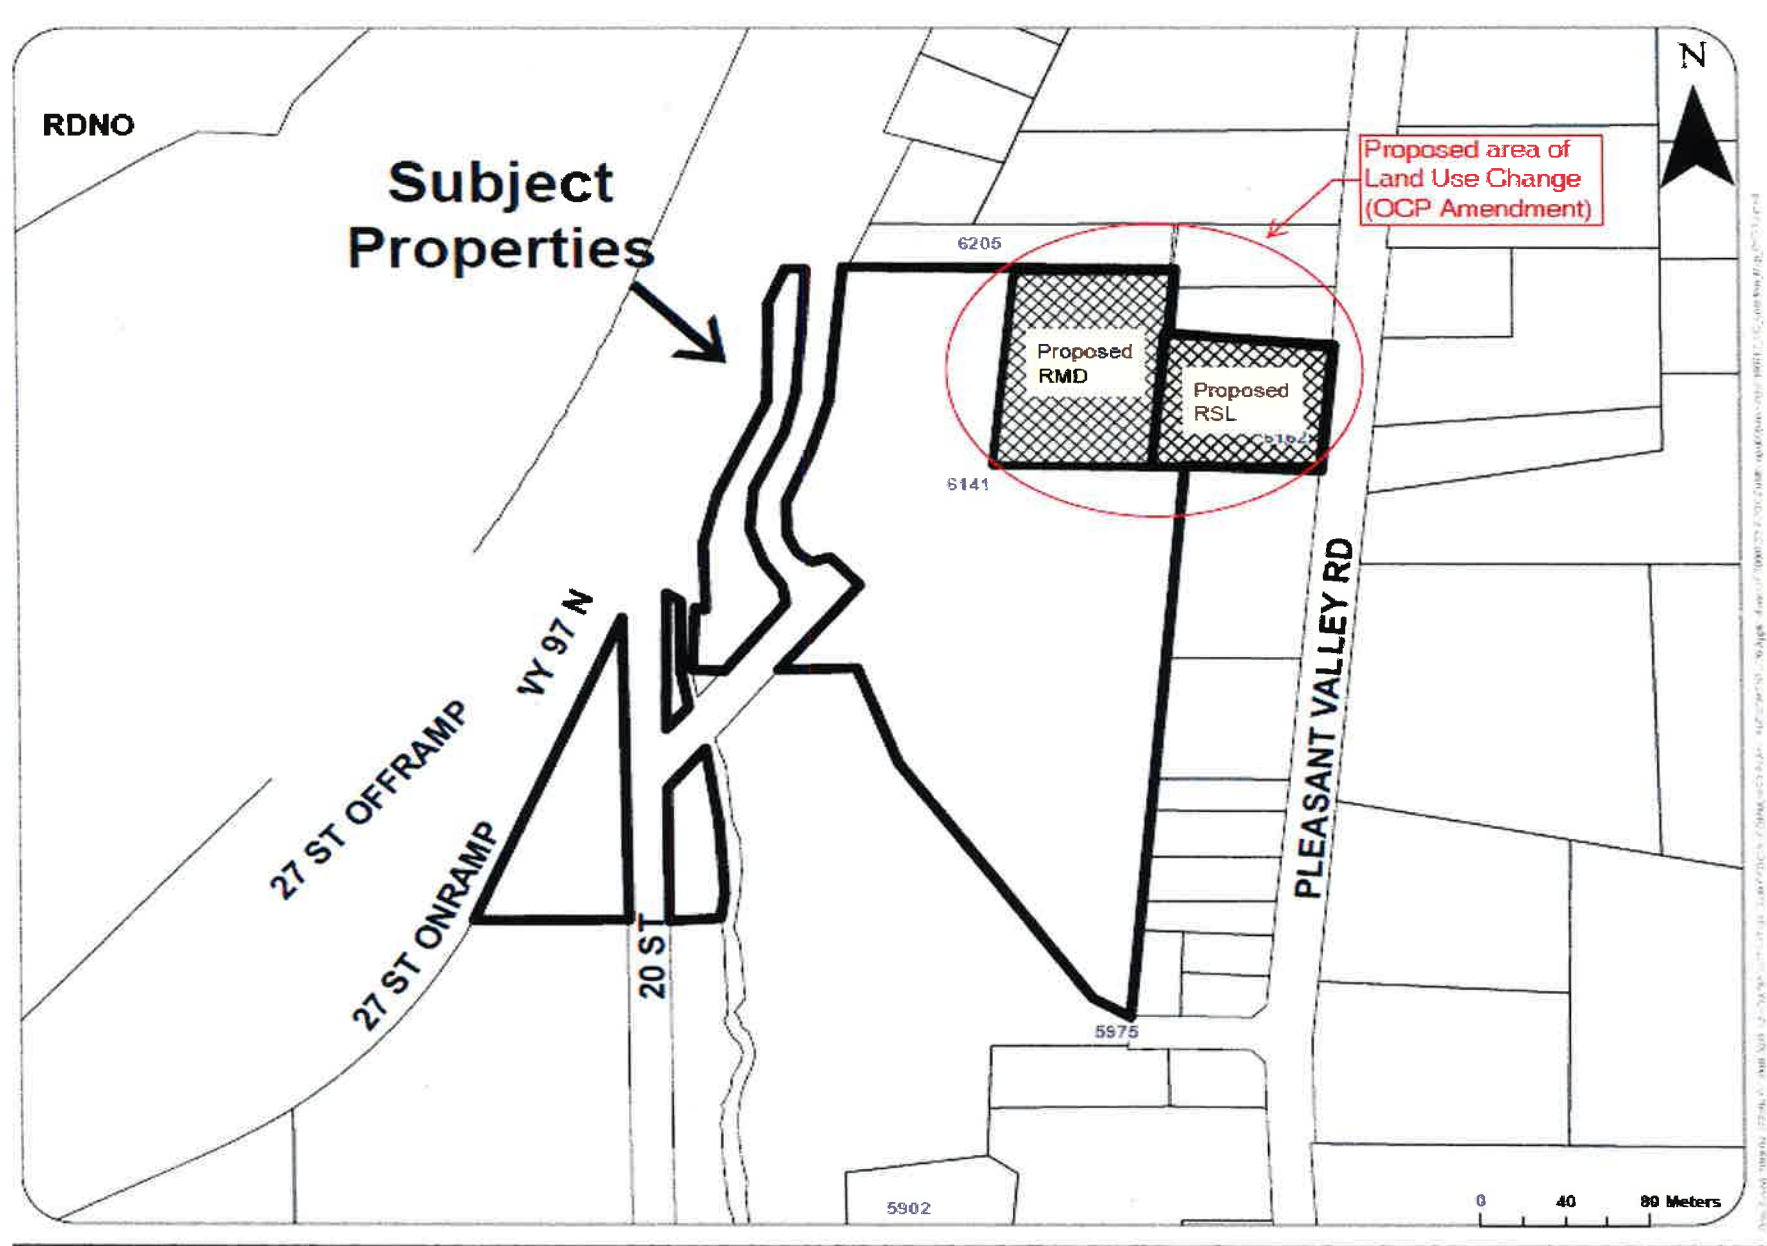 N
RDNO
Subject
Properties
Proposed area of
Land Use Change
(OCP Amendment)
6205
Proposed
RMD
Proposed
RSL
6162
6141
VY 97 N
27 ST OFFRAMP
27 ST ONRAMP
20 ST
PLEASANT VALLEY RD
5975
5902
0 40 80 Meters